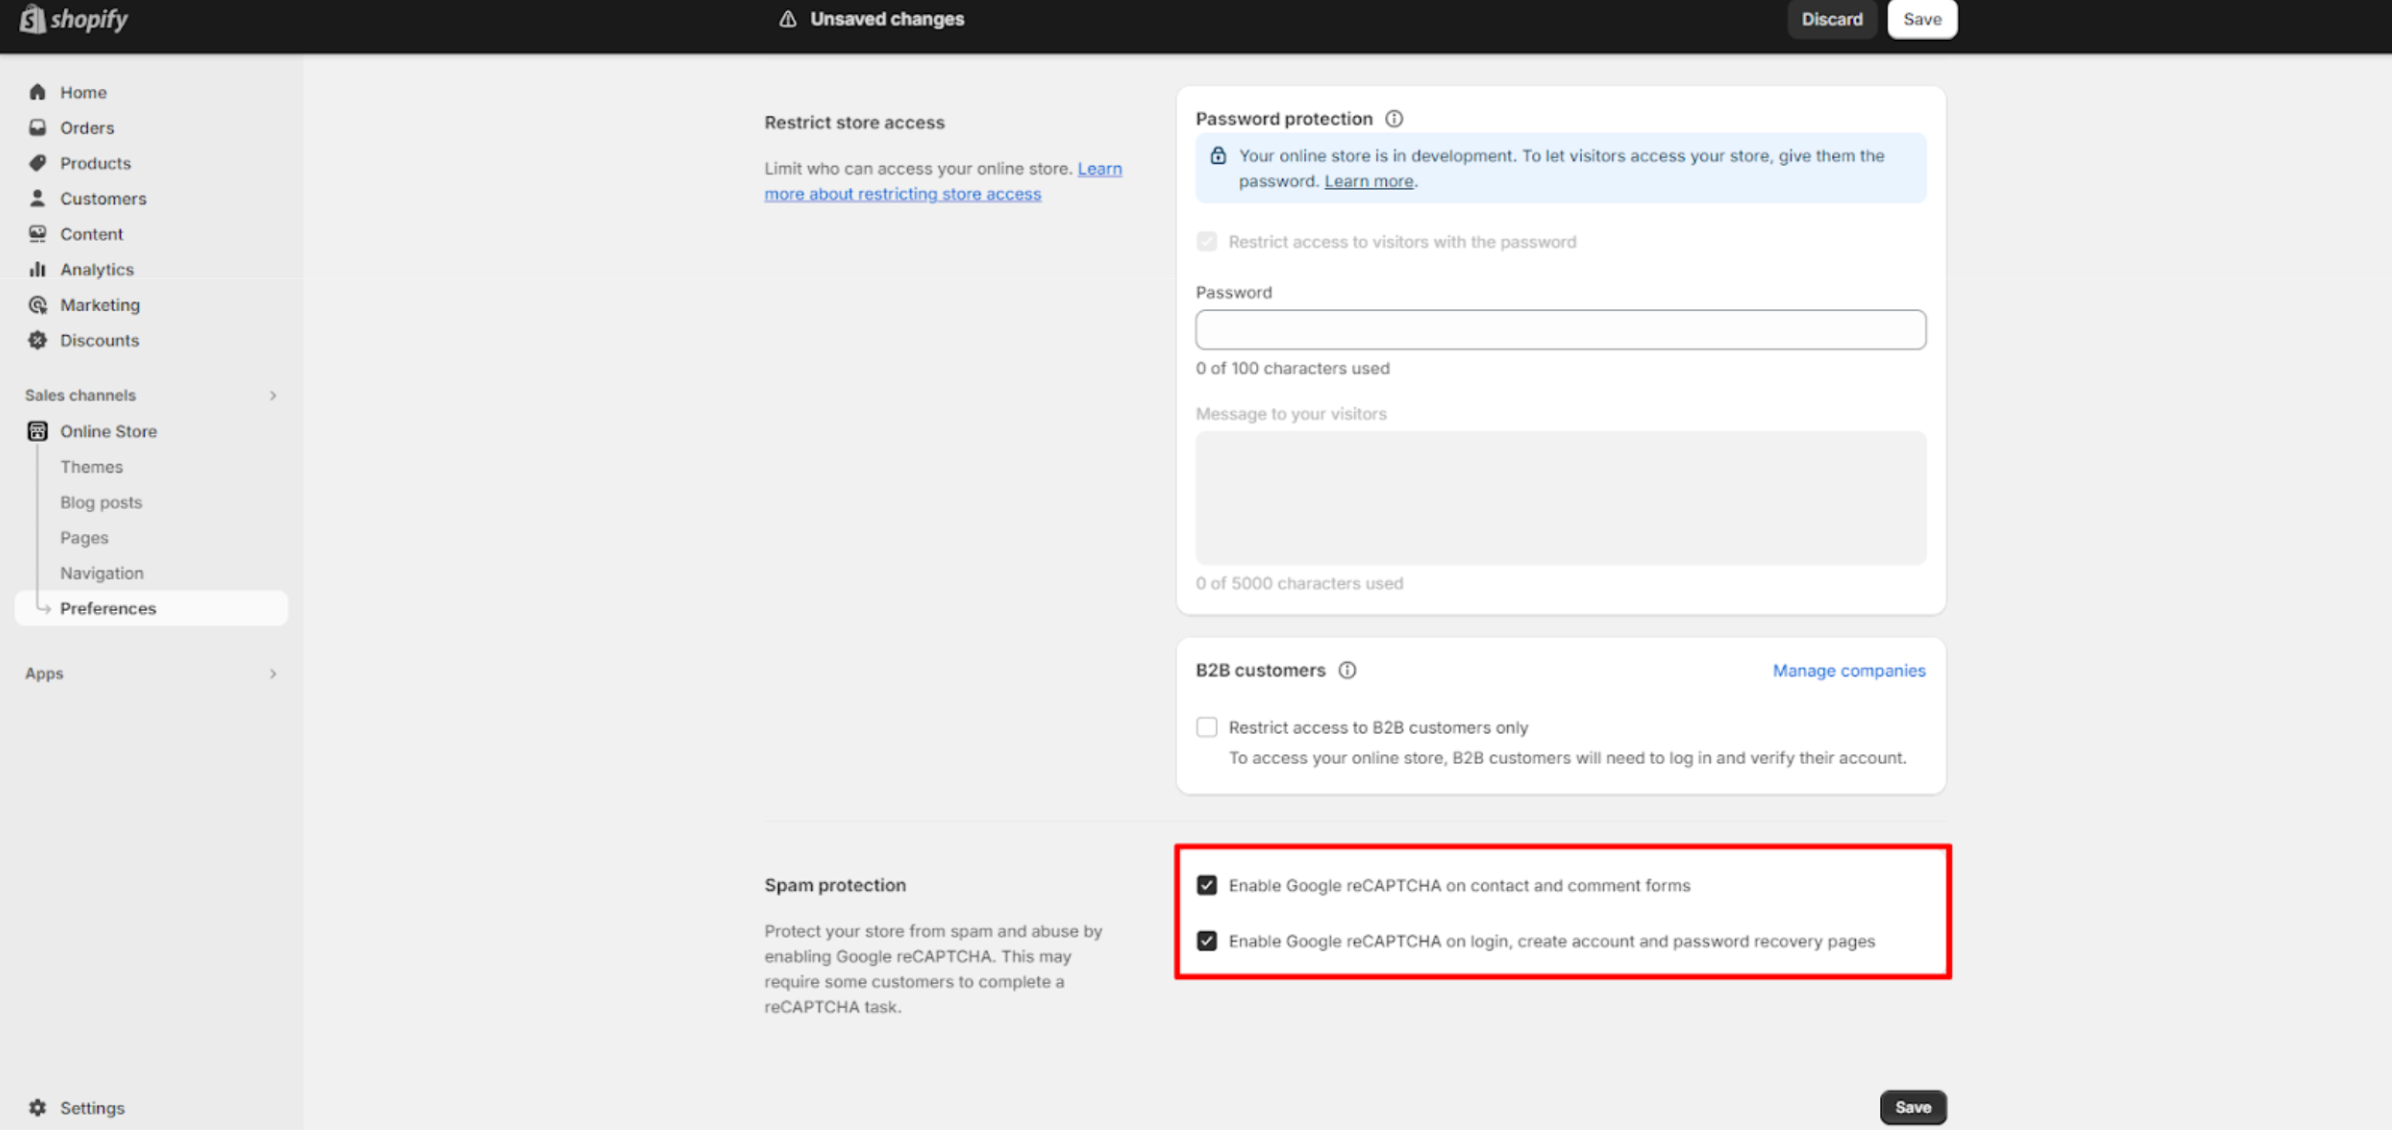 shopify
Unsaved changes
Discard
Save
Home
Orders
Products
Customers
Content
Analytics
Marketing
Discounts
Sales channels
Online Store
Themes
Blog posts
Pages
Navigation
Preferences
Apps
Settings
Restrict store access
Limit who can access your online store. Learn
more about restricting store access
Password protection
Your online store is in development. To let visitors access your store, give them the
password. Learn more.
Restrict access to visitors with the password
Password
0 of 100 characters used
Message to your visitors
0 of 5000 characters used
B2B customers
Manage companies
Restrict access to B2B customers only
To access your online store, B2B customers will need to log in and verify their account.
Spam protection
Protect your store from spam and abuse by
enabling Google reCAPTCHA. This may
require some customers to complete a
reCAPTCHA task.
Enable Google reCAPTCHA on contact and comment forms
Enable Google reCAPTCHA on login, create account and password recovery pages
Save